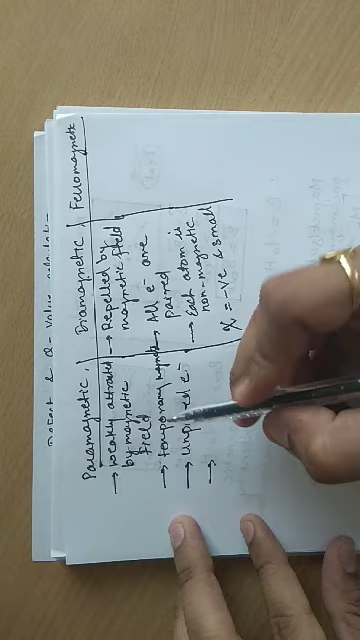 Paramagnetic, Diamagnetic, Ferromagnetic
→ weakly attracted
by magnetic
field
→ temporary
→ unpaired e-
→
→ Repelled by
magnetic field
→ All e- are
paired
→ Each atom is
non-magnetic
χ = -ve & small